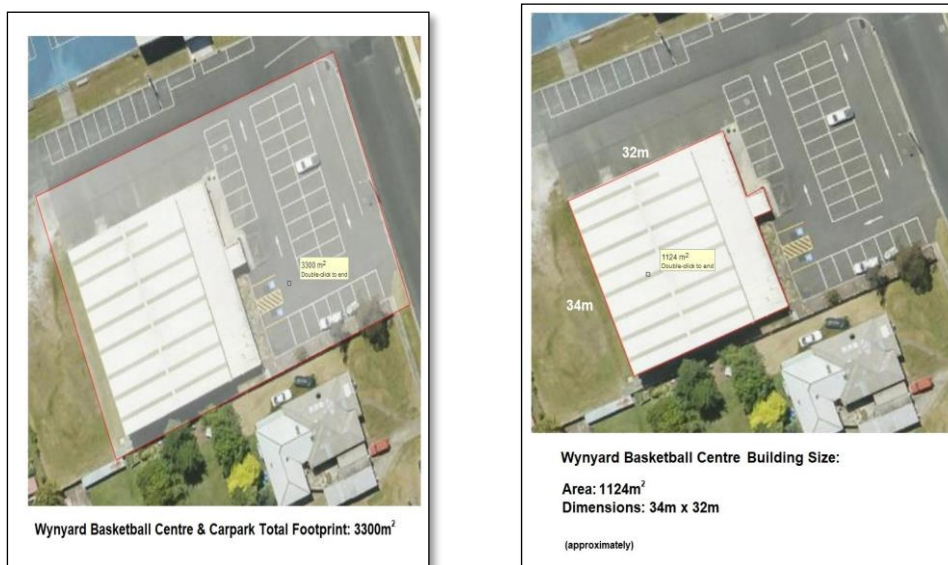 3300 m²
Double-click to end
Wynyard Basketball Centre & Carpark Total Footprint: 3300m²
32m
1124 m²
Double-click to end
34m
Wynyard Basketball Centre Building Size:
Area: 1124m²
Dimensions: 34m x 32m
(approximately)